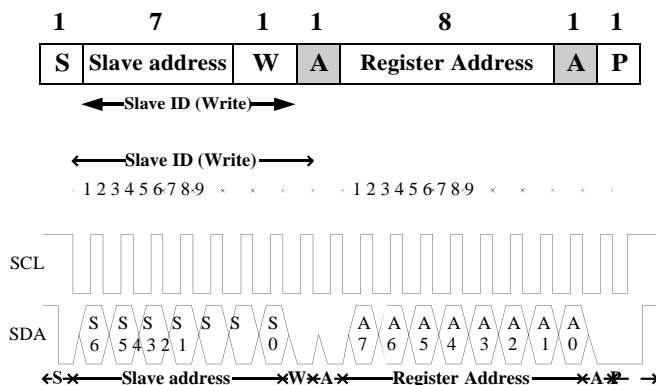 1 7 1 1 8 1 1
S Slave address W A Register Address A P
Slave ID (Write)
Slave ID (Write)
1 2 3 4 5 6 7 8 9 1 2 3 4 5 6 7 8 9
SCL
S S S S S S S A A A A A A A A
SDA
6 5 4 3 2 1 0 7 6 5 4 3 2 1 0
S Slave address W A Register Address A P